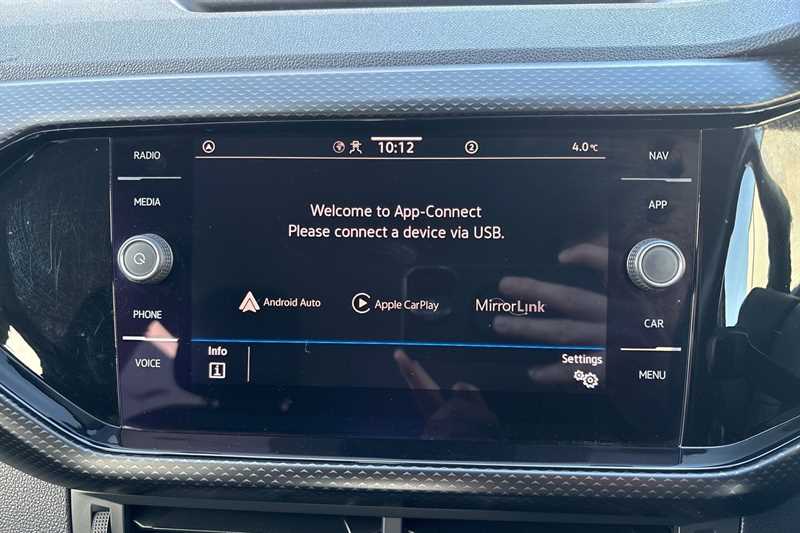 RADIO
MEDIA
PHONE
VOICE
10:12
2
4.0°C
Welcome to App-Connect
Please connect a device via USB.
Android Auto
Apple CarPlay
MirrorLink
Info
i
Settings
NAV
APP
CAR
MENU